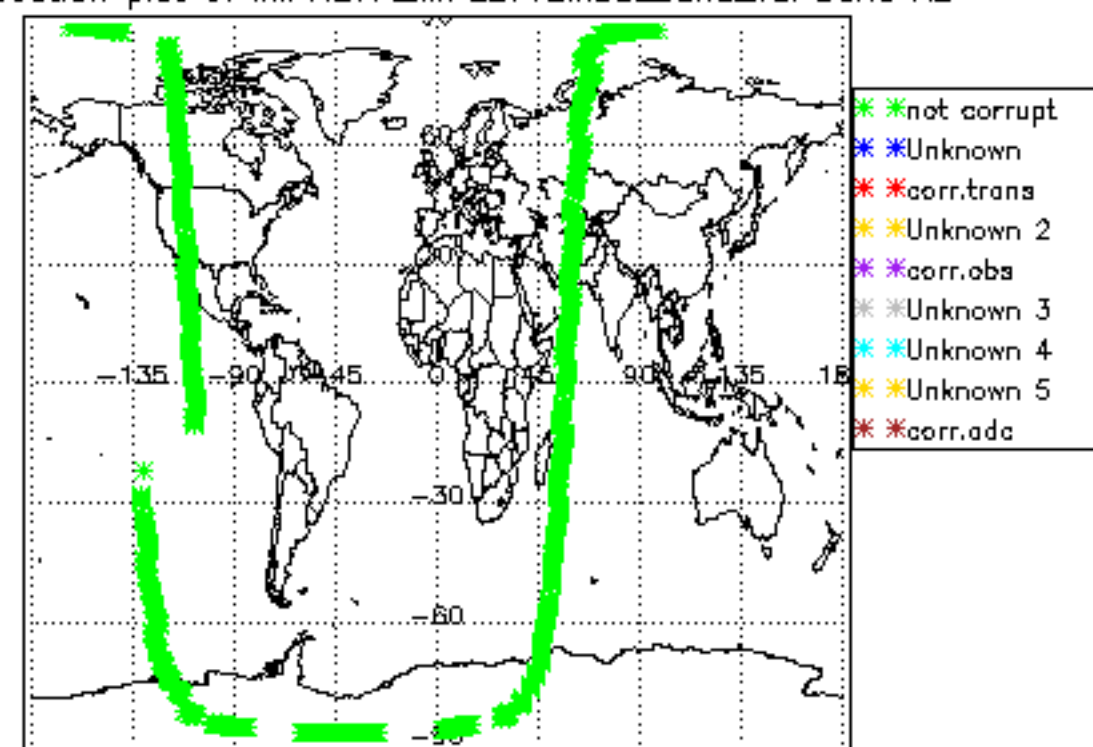 not corrupt
Unknown
corr.trans
Unknown 2
corr.obs
Unknown 3
Unknown 4
Unknown 5
corr.adc
60
-135 -90 -45 0 45 90 135
-30
-60
-90